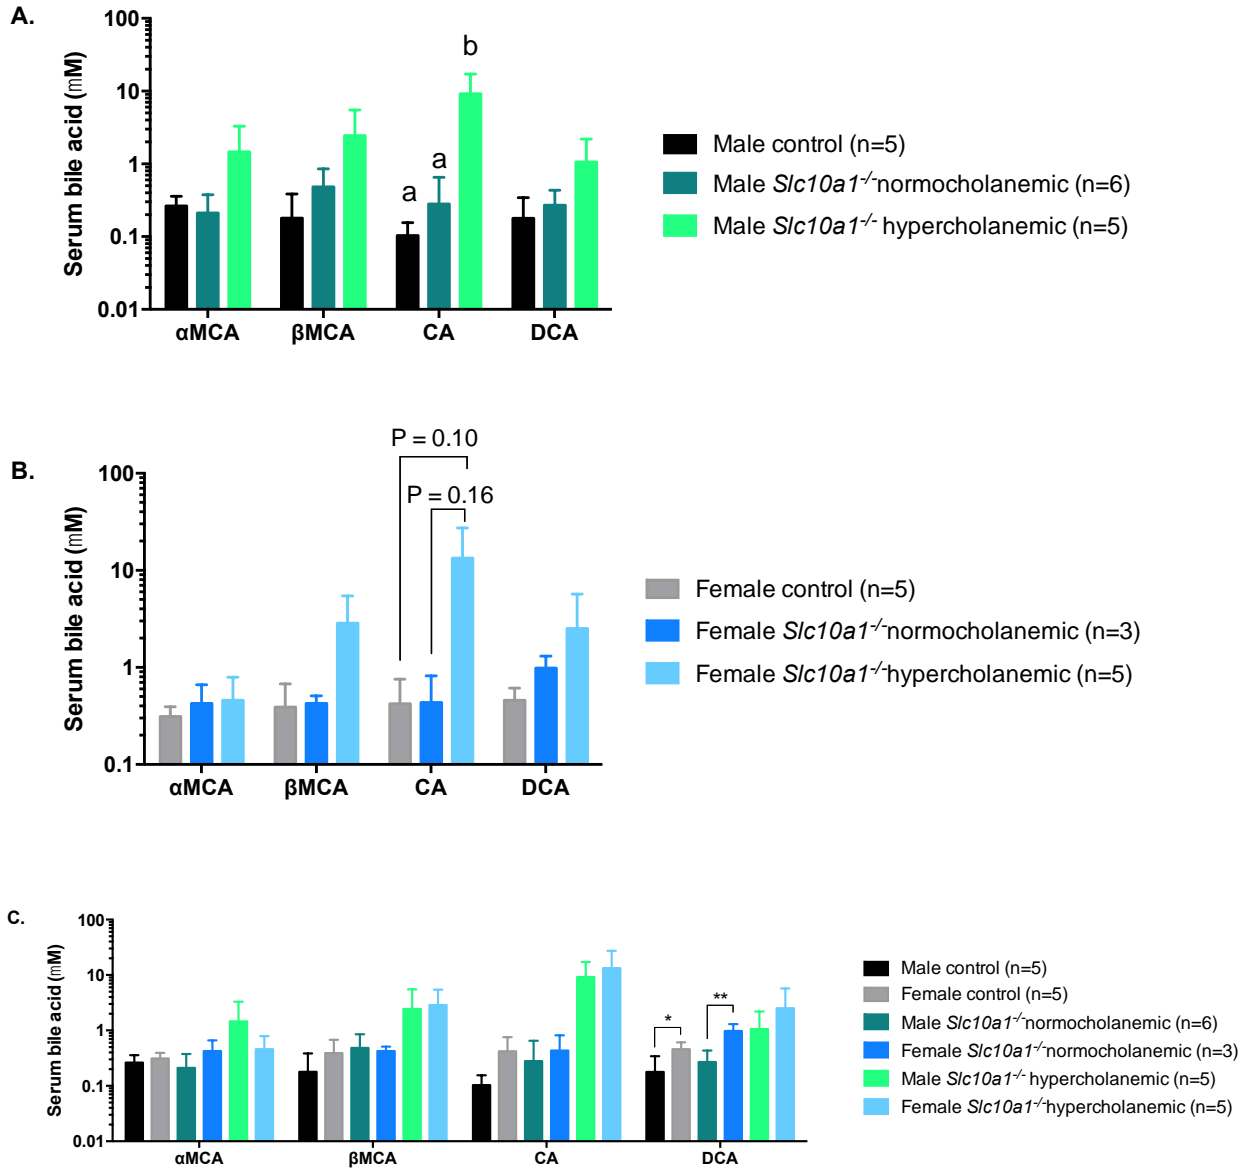 A.
Serum bile acid (mM)
100
10
1
0.1
0.01
a
a
b
αMCA
βMCA
CA
DCA
Male control (n=5)
Male Slc10a1-/-normocholanemic (n=6)
Male Slc10a1-/- hypercholanemic (n=5)
B.
Serum bile acid (mM)
100
10
1
0.1
P = 0.10
P = 0.16
αMCA
βMCA
CA
DCA
Female control (n=5)
Female Slc10a1-/-normocholanemic (n=3)
Female Slc10a1-/-hypercholanemic (n=5)
C.
Serum bile acid (mM)
100
10
1
0.1
0.01
*
**
αMCA
βMCA
CA
DCA
Male control (n=5)
Female control (n=5)
Male Slc10a1-/-normocholanemic (n=6)
Female Slc10a1-/-normocholanemic (n=3)
Male Slc10a1-/- hypercholanemic (n=5)
Female Slc10a1-/-hypercholanemic (n=5)